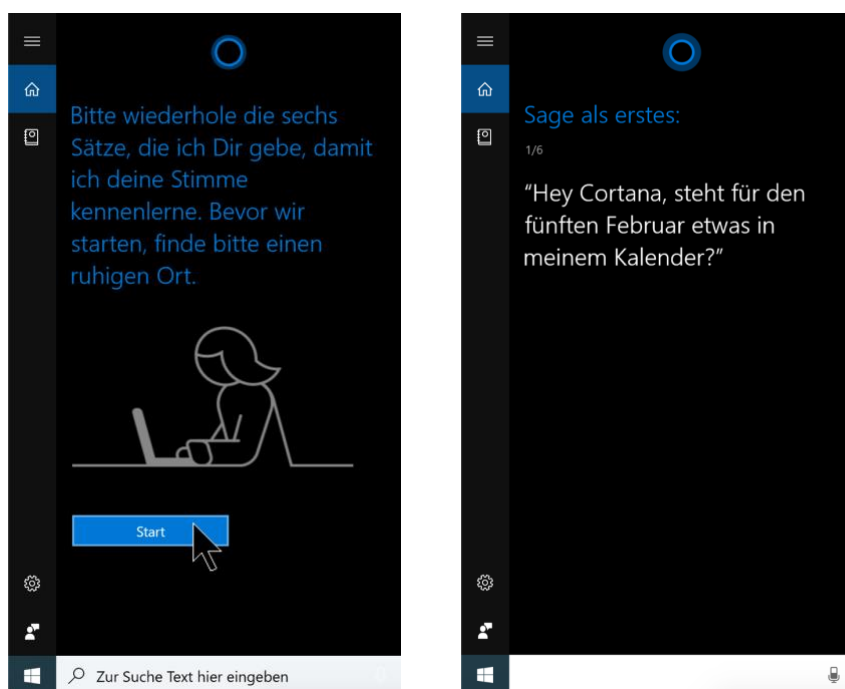 Bitte wiederhole die sechs
Sätze, die ich Dir gebe, damit
ich deine Stimme
kennenlerne. Bevor wir
starten, finde bitte einen
ruhigen Ort.
Start
Zur Suche Text hier eingeben
Sage als erstes:
1/6
“Hey Cortana, steht für den
fünften Februar etwas in
meinem Kalender?”